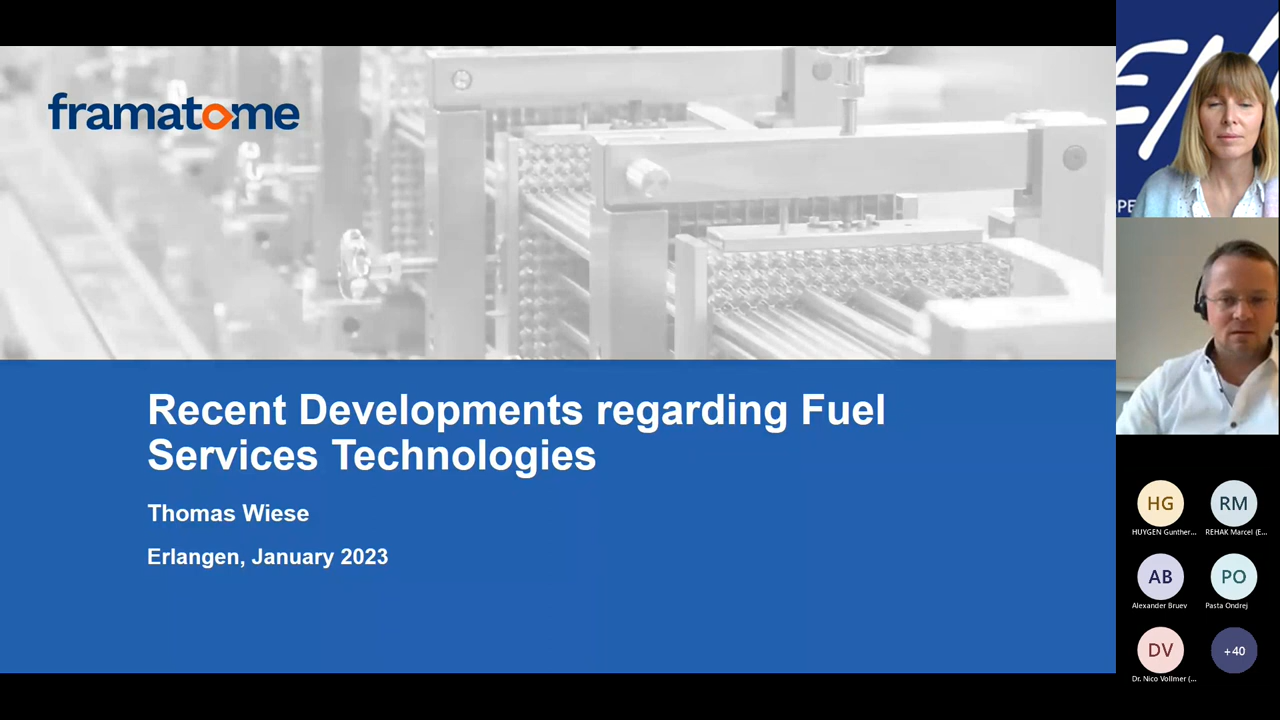 framatome
Recent Developments regarding Fuel
Services Technologies
Thomas Wiese
Erlangen, January 2023
HG
RM
HUYGEN Gunther...
REHAK Marcel (E...
AB
PO
Alexander Bruev
Pasta Ondrej
DV
+40
Dr. Nico Vollmer (...